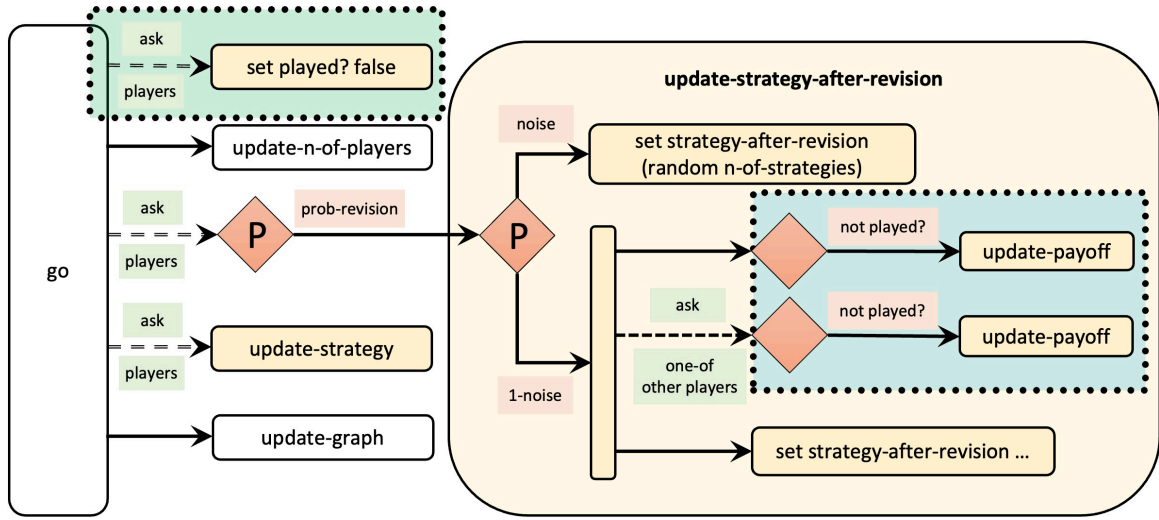 go
ask
players
set played? false
update-n-of-players
ask
players
P
prob-revision
ask
players
update-strategy
update-graph
update-strategy-after-revision
P
noise
set strategy-after-revision
(random n-of-strategies)
1-noise
not played?
update-payoff
ask
one-of
other players
not played?
update-payoff
set strategy-after-revision ...